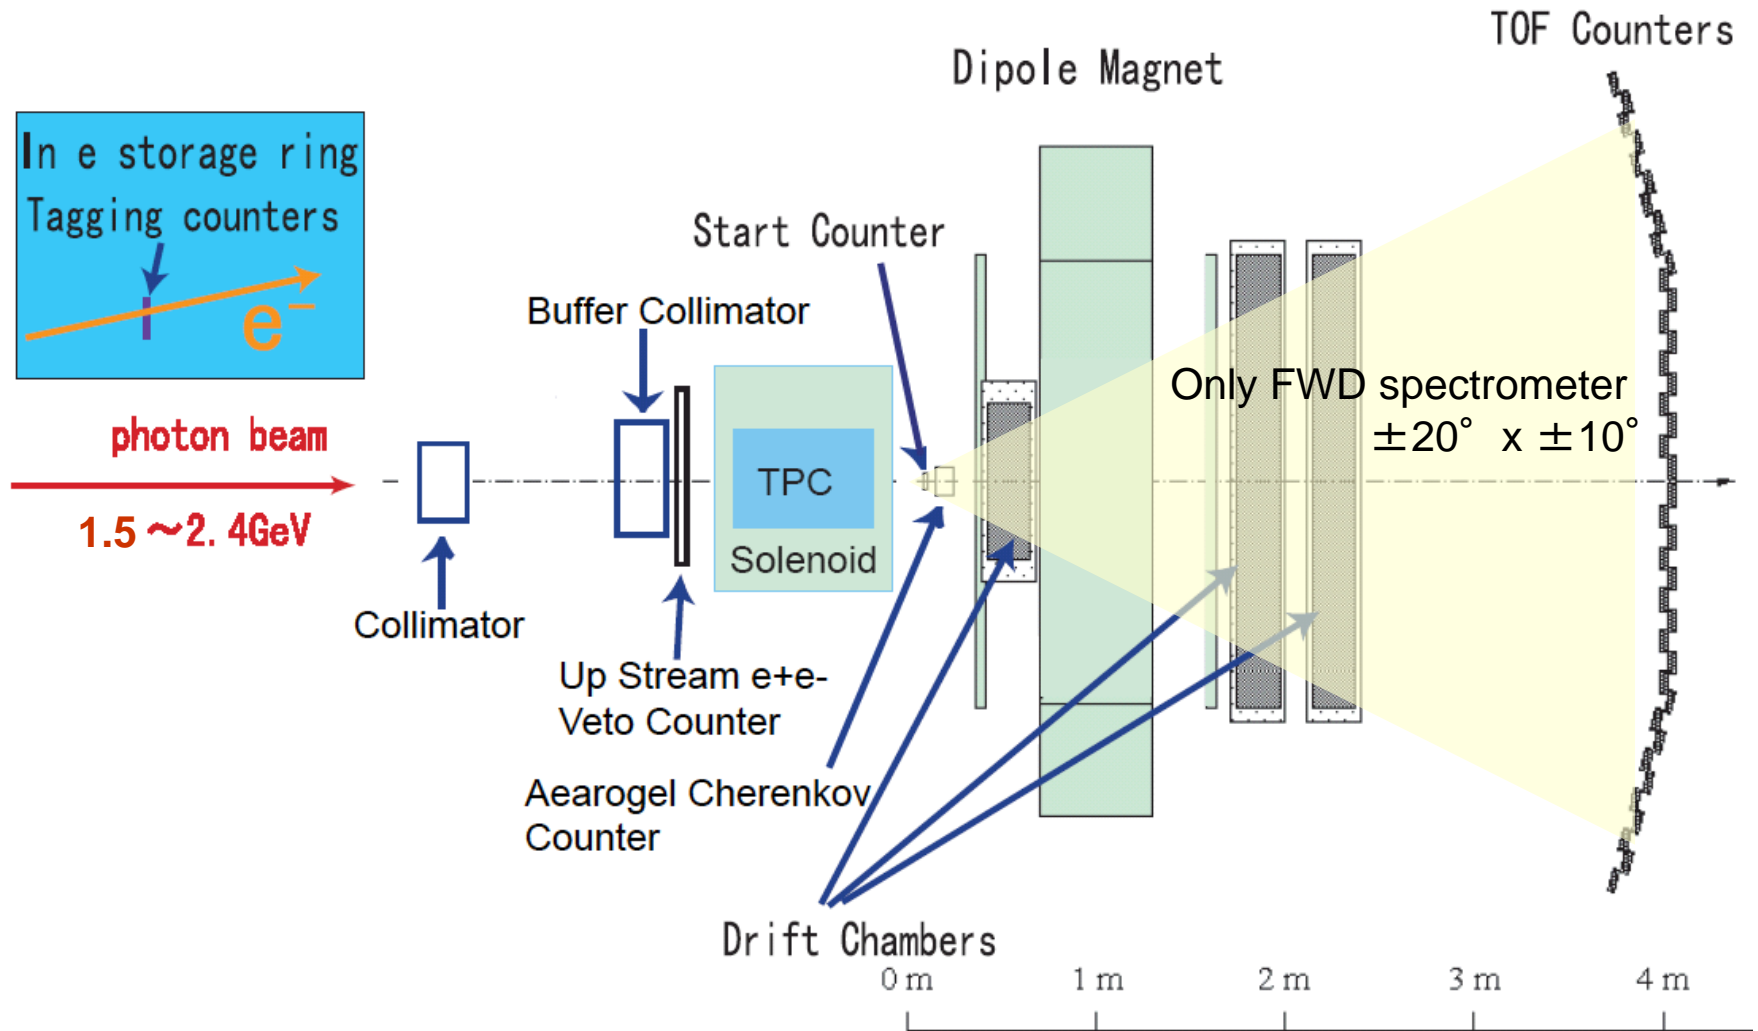 TOF Counters
Dipole Magnet
In e storage ring
Tagging counters
e⁻
Start Counter
Buffer Collimator
Only FWD spectrometer
±20° x ±10°
photon beam
1.5～2.4GeV
TPC
Solenoid
Collimator
Up Stream e+e-
Veto Counter
Aearogel Cherenkov
Counter
Drift Chambers
0 m 1 m 2 m 3 m 4 m